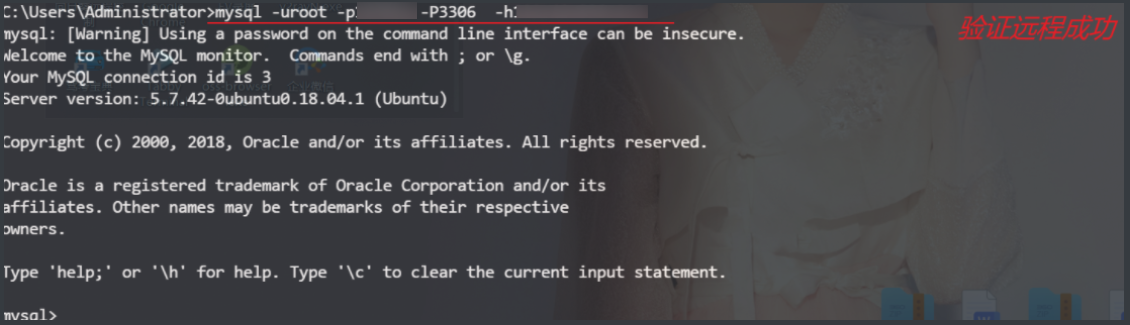 C:\Users\Administrator>mysql -uroot -p -P3306 -h
验证远程成功
mysql: [Warning] Using a password on the command line interface can be insecure.
Welcome to the MySQL monitor. Commands end with ; or \g.
Your MySQL connection id is 3
Server version: 5.7.42-0ubuntu0.18.04.1 (Ubuntu)
Copyright (c) 2000, 2018, Oracle and/or its affiliates. All rights reserved.
Oracle is a registered trademark of Oracle Corporation and/or its
affiliates. Other names may be trademarks of their respective
owners.
Type 'help;' or '\h' for help. Type '\c' to clear the current input statement.
mysql>